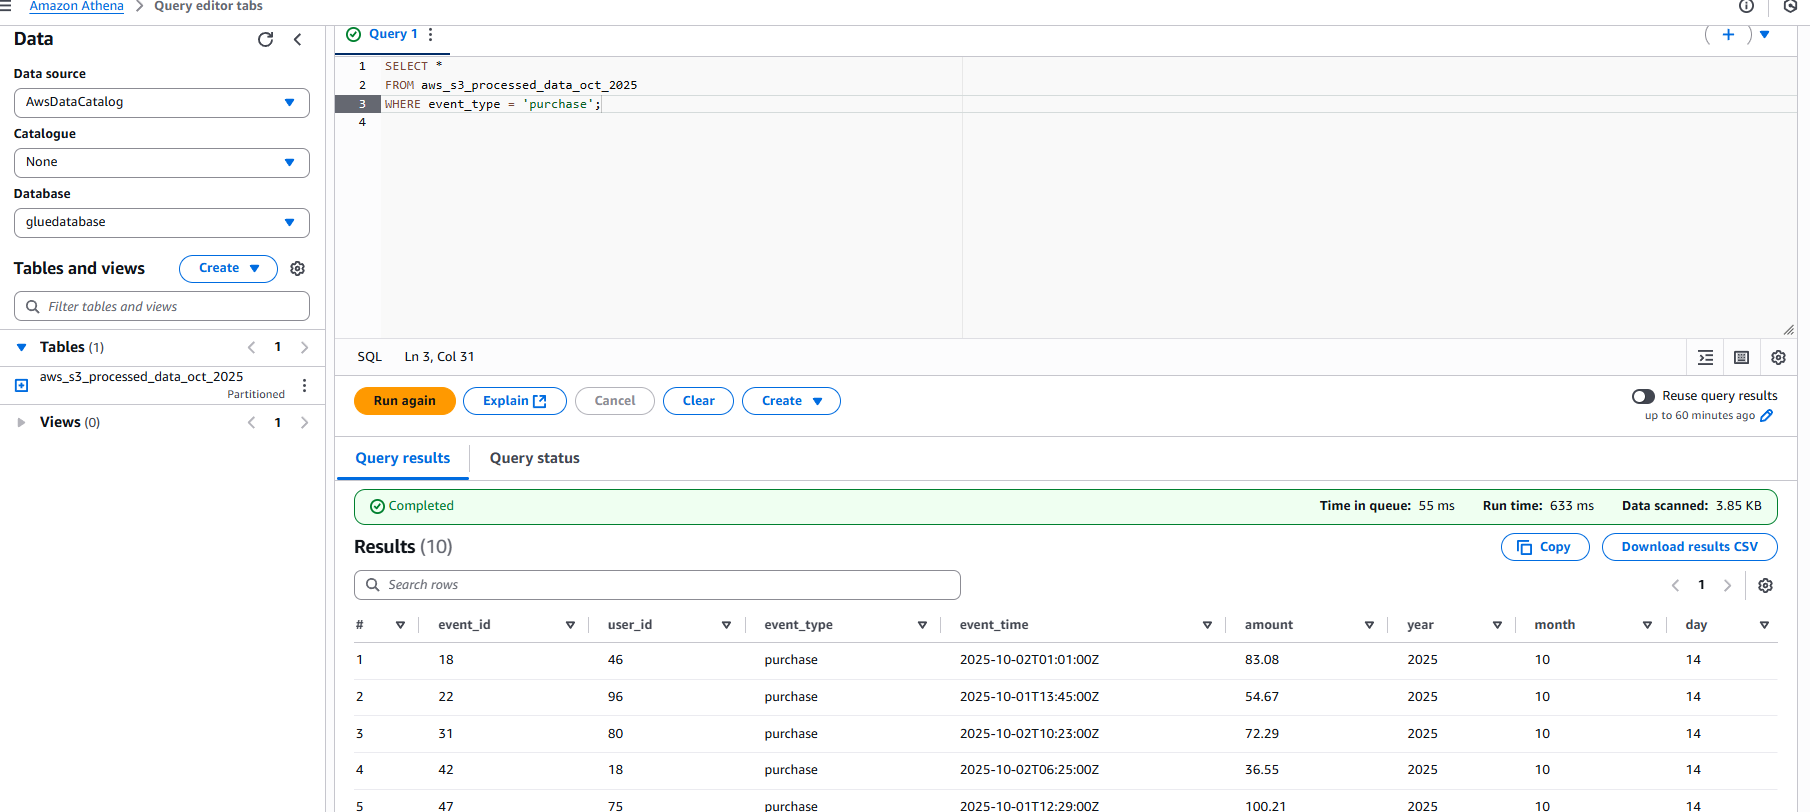 Amazon Athena > Query editor tabs
Data
Data source
AwsDataCatalog
Catalogue
None
Database
gluedatabase
Tables and views
Create
Filter tables and views
Tables (1)
1
aws_s3_processed_data_oct_2025
Partitioned
Views (0)
1
Query 1
1 SELECT *
2 FROM aws_s3_processed_data_oct_2025
3 WHERE event_type = 'purchase';
4
SQL Ln 3, Col 31
Run again Explain Cancel Clear Create
Reuse query results
up to 60 minutes ago
Query results Query status
Completed Time in queue: 55 ms Run time: 633 ms Data scanned: 3.85 KB
Results (10) Copy Download results CSV
Search rows 1
# event_id user_id event_type event_time amount year month day
1 18 46 purchase 2025-10-02T01:01:00Z 83.08 2025 10 14
2 22 96 purchase 2025-10-01T13:45:00Z 54.67 2025 10 14
3 31 80 purchase 2025-10-02T10:23:00Z 72.29 2025 10 14
4 42 18 purchase 2025-10-02T06:25:00Z 36.55 2025 10 14
5 47 75 purchase 2025-10-01T12:29:00Z 100.21 2025 10 14